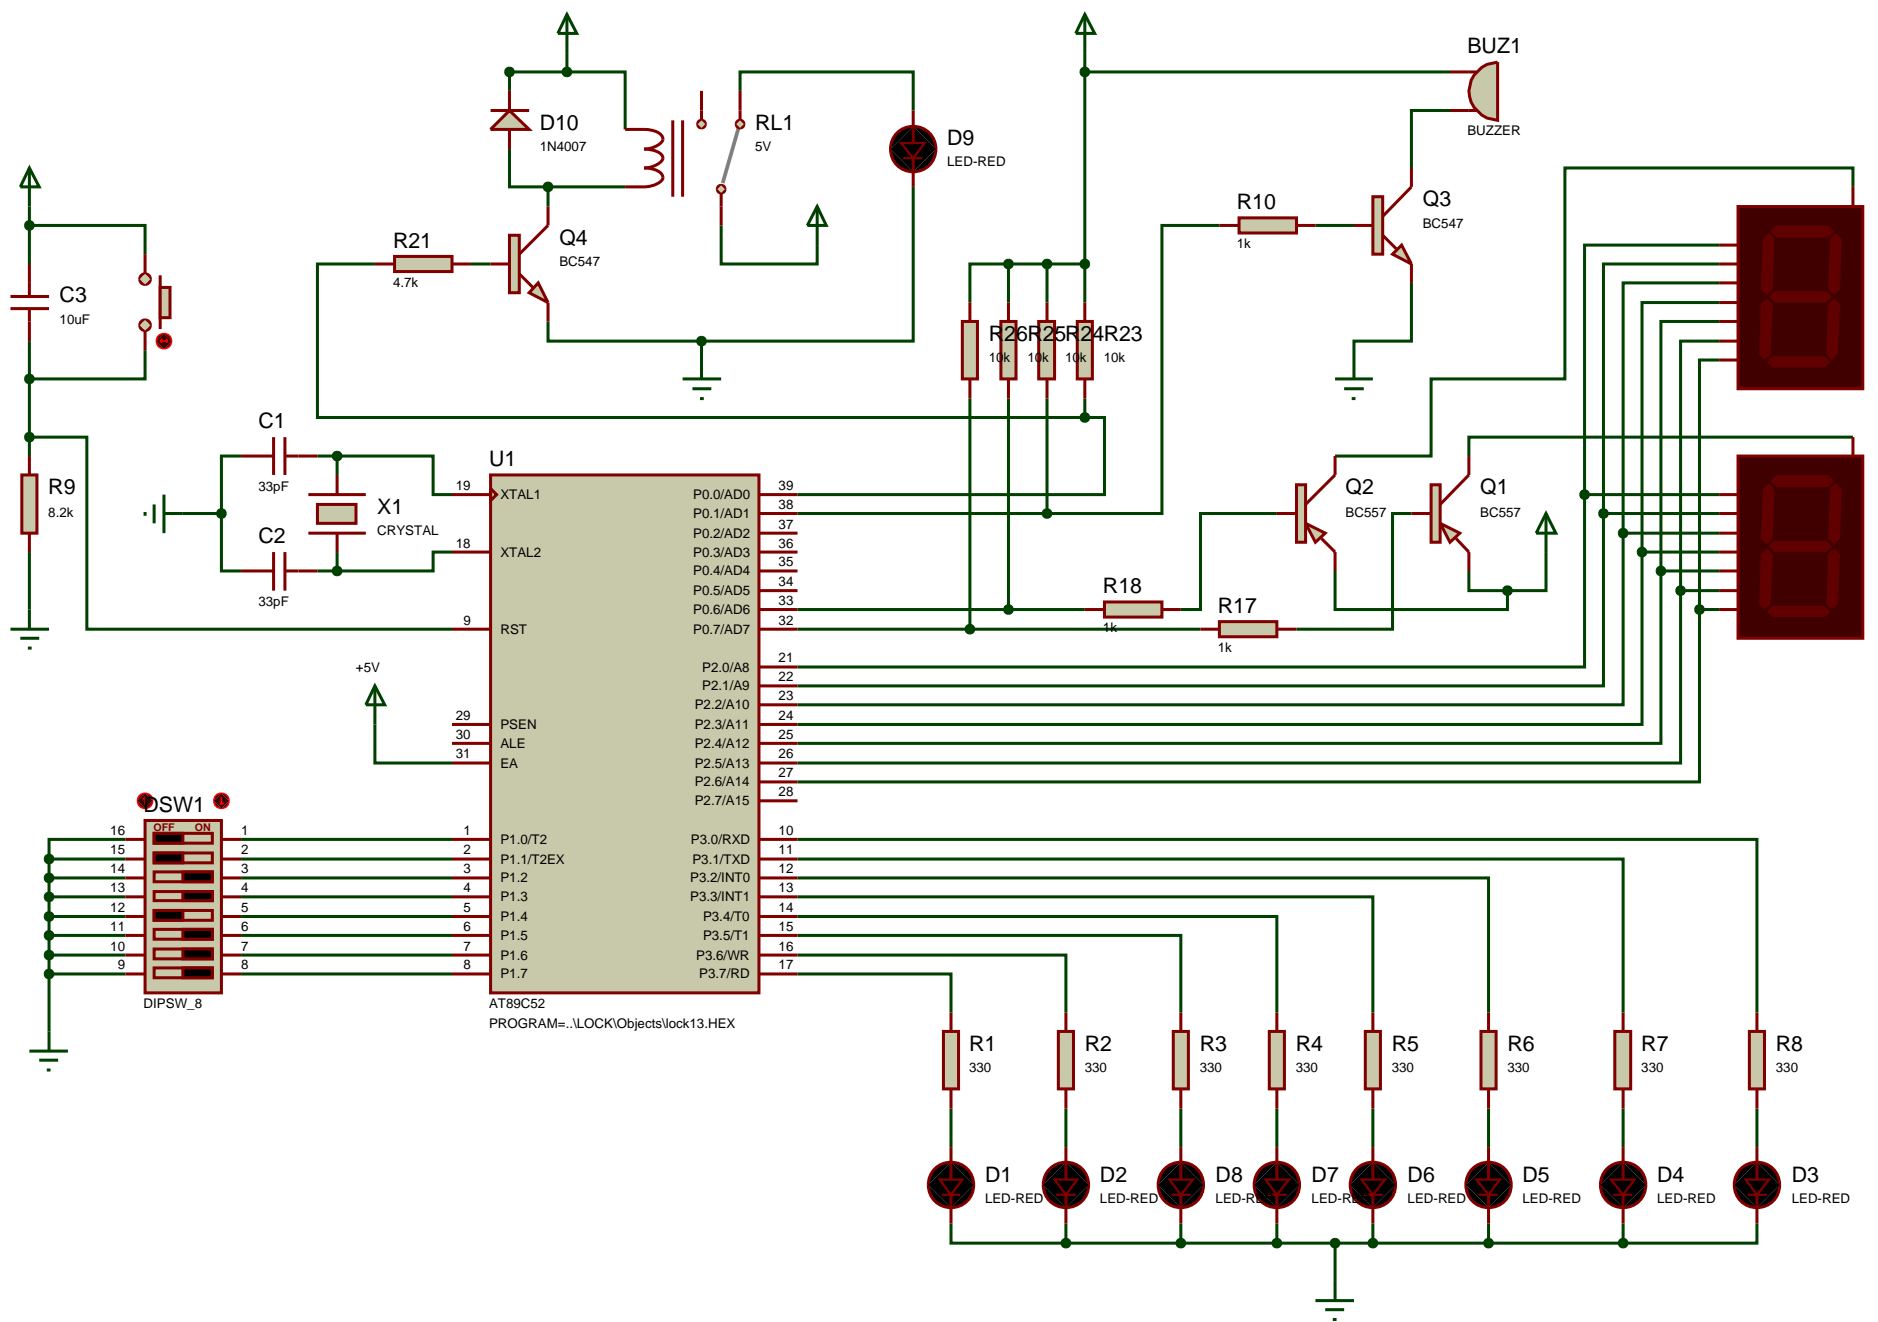 BUZ1
BUZZER
D10
1N4007
RL1
5V
D9
LED-RED
R10
1k
Q3
BC547
R21
4.7k
Q4
BC547
C3
10uF
R26
10k
R25
10k
R24
10k
R23
10k
C1
33pF
X1
CRYSTAL
C2
33pF
R9
8.2k
Q2
BC557
Q1
BC557
R18
1k
R17
1k
+5V
U1
19 XTAL1
18 XTAL2
9 RST
29 PSEN
30 ALE
31 EA
1 P1.0/T2
2 P1.1/T2EX
3 P1.2
4 P1.3
5 P1.4
6 P1.5
7 P1.6
8 P1.7
P0.0/AD0 39
P0.1/AD1 38
P0.2/AD2 37
P0.3/AD3 36
P0.4/AD4 35
P0.5/AD5 34
P0.6/AD6 33
P0.7/AD7 32
P2.0/A8 21
P2.1/A9 22
P2.2/A10 23
P2.3/A11 24
P2.4/A12 25
P2.5/A13 26
P2.6/A14 27
P2.7/A15 28
P3.0/RXD 10
P3.1/TXD 11
P3.2/INT0 12
P3.3/INT1 13
P3.4/T0 14
P3.5/T1 15
P3.6/WR 16
P3.7/RD 17
AT89C52
PROGRAM=..\LOCK\Objects\lock13.HEX
DSW1
OFF ON
16 1
15 2
14 3
13 4
12 5
11 6
10 7
9 8
DIPSW_8
R1
330
R2
330
R3
330
R4
330
R5
330
R6
330
R7
330
R8
330
D1
LED-RED
D2
LED-RED
D8
LED-RED
D7
LED-RED
D6
LED-RED
D5
LED-RED
D4
LED-RED
D3
LED-RED